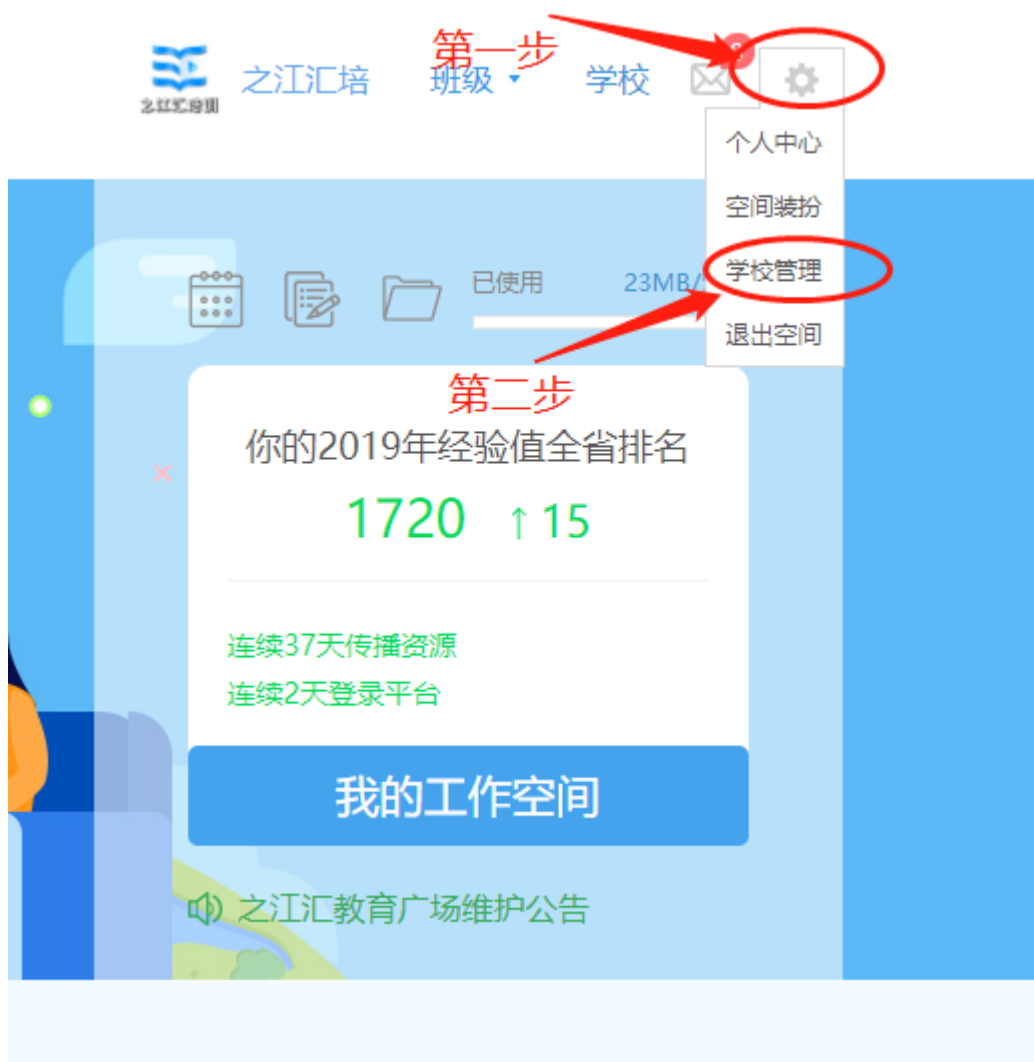 第一步
之江汇培 班级 学校
之江汇培训
个人中心
空间装扮
学校管理
退出空间
已使用 23MB/
第二步
你的2019年经验值全省排名
1720 ↑15
连续37天传播资源
连续2天登录平台
我的工作空间
之江汇教育广场维护公告